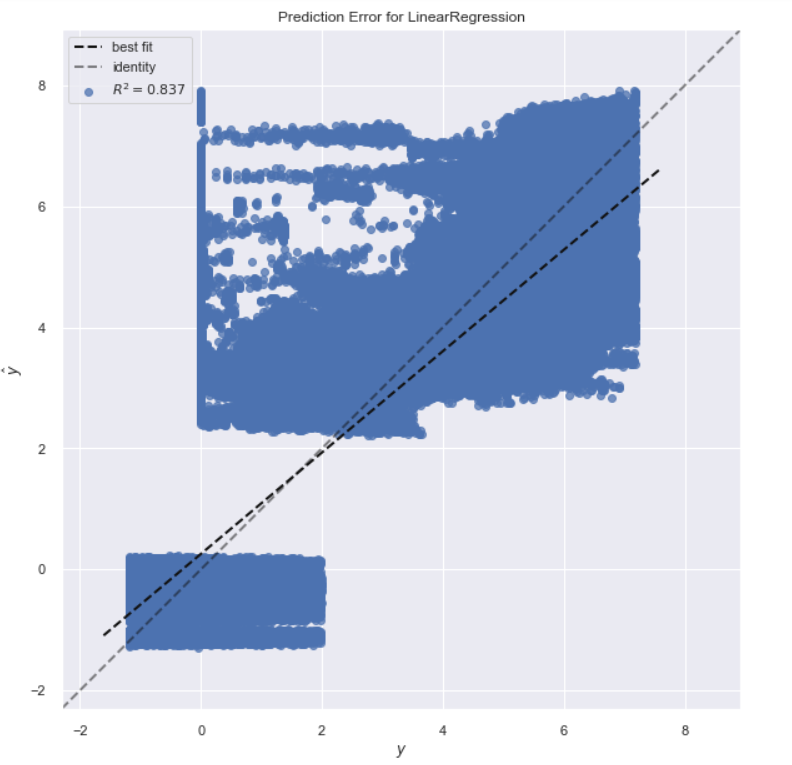 Prediction Error for LinearRegression
best fit
identity
R² = 0.837
8
6
4
2
0
−2
ŷ
−2 0 2 4 6 8
y